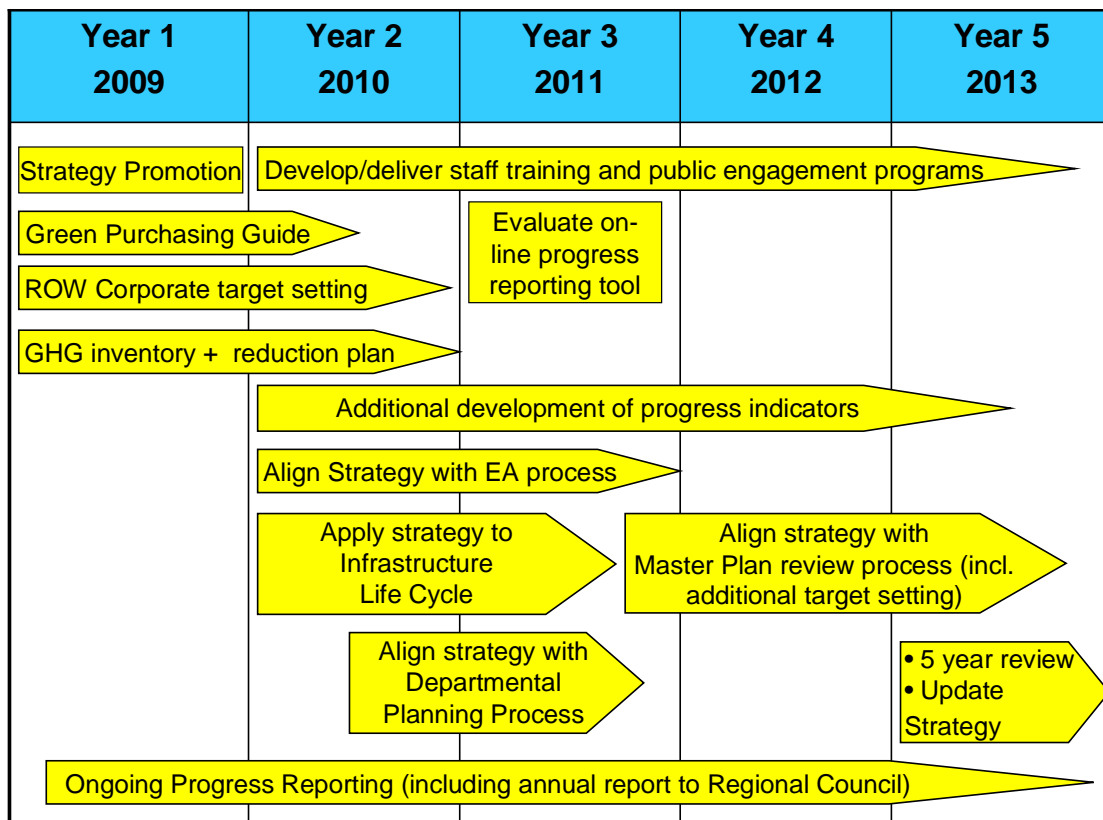 Year 1
2009
Year 2
2010
Year 3
2011
Year 4
2012
Year 5
2013
Strategy Promotion
Develop/deliver staff training and public engagement programs
Green Purchasing Guide
Evaluate on-
line progress
reporting tool
ROW Corporate target setting
GHG inventory + reduction plan
Additional development of progress indicators
Align Strategy with EA process
Apply strategy to
Infrastructure
Life Cycle
Align strategy with
Master Plan review process (incl.
additional target setting)
Align strategy with
Departmental
Planning Process
• 5 year review
• Update
Strategy
Ongoing Progress Reporting (including annual report to Regional Council)